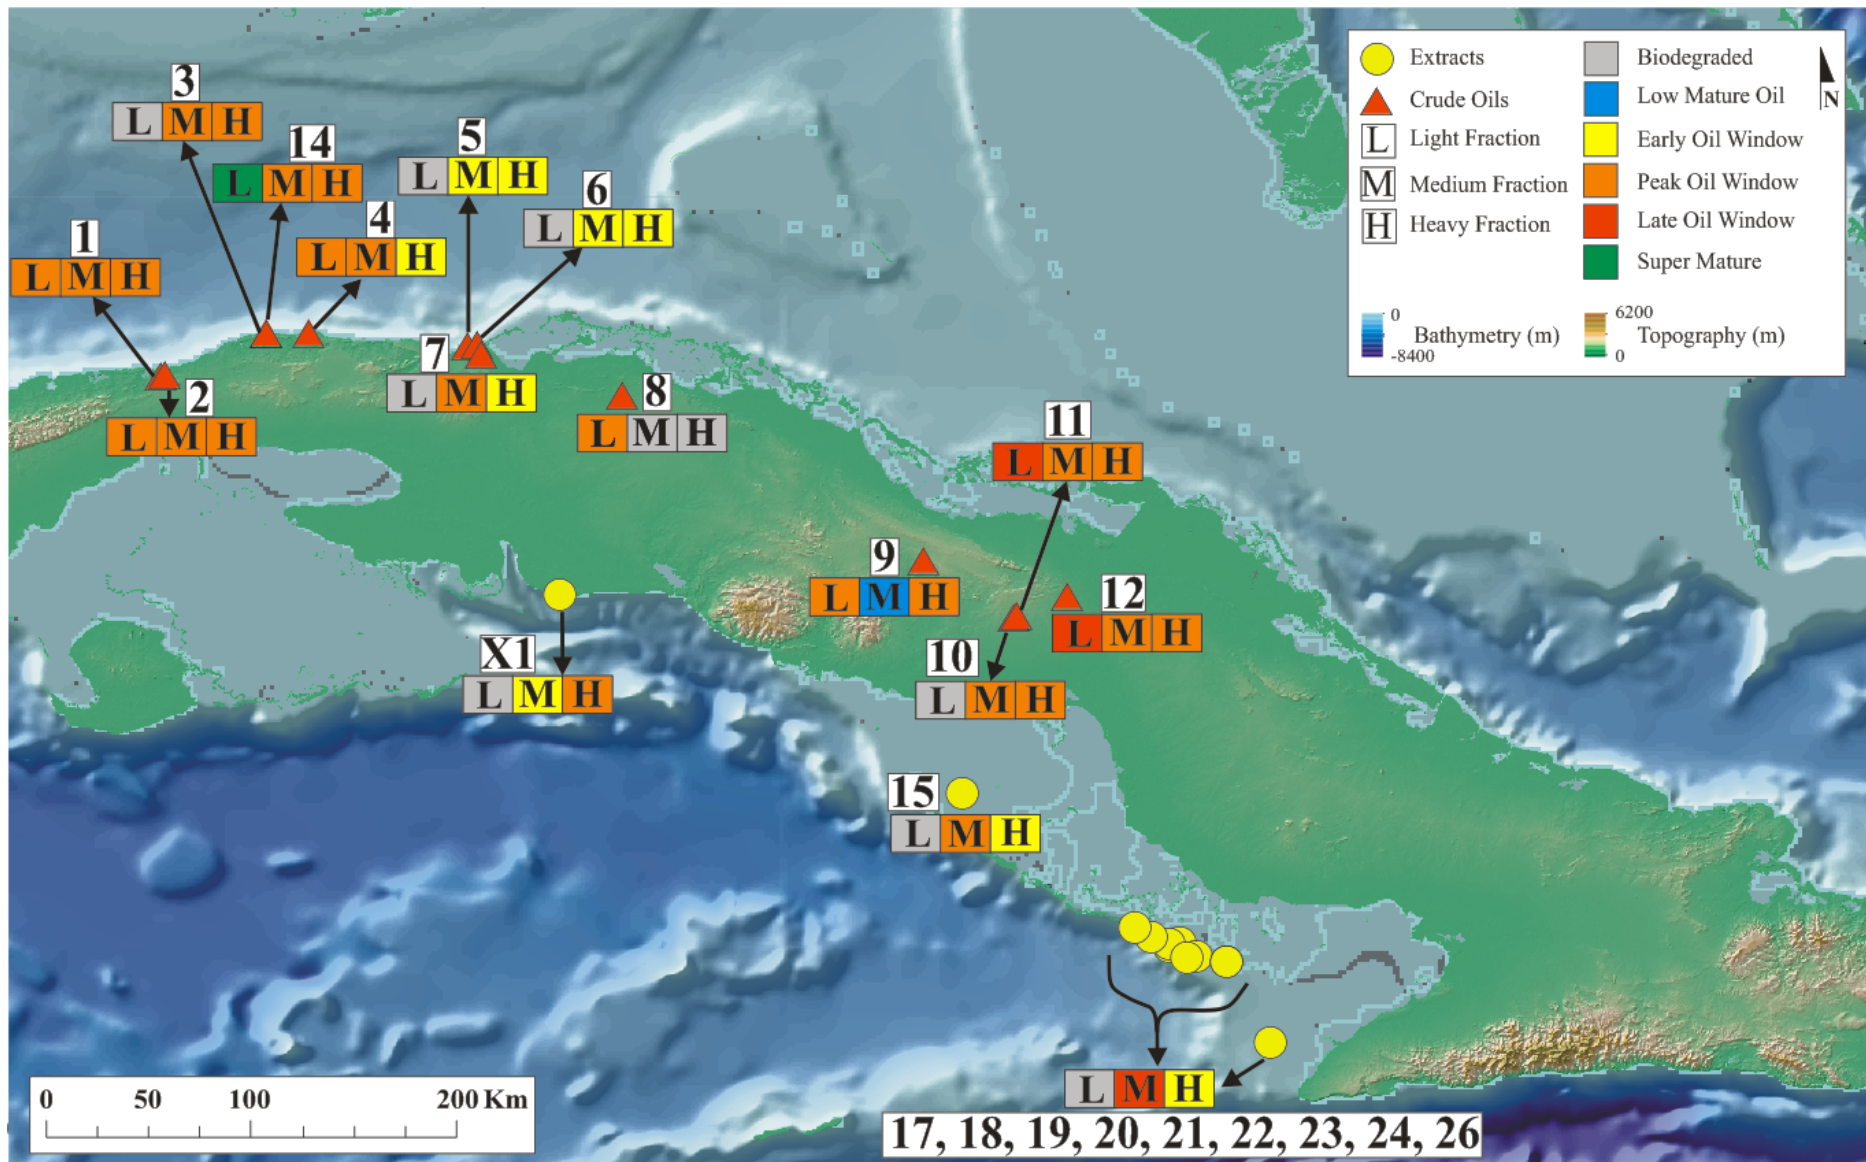 3
L M H
14
L M H
5
L M H
6
L M H
4
L M H
1
L M H
2
L M H
7
L M H
8
L M H
11
L M H
9
L M H
12
L M H
10
L M H
X1
L M H
15
L M H
L M H
17, 18, 19, 20, 21, 22, 23, 24, 26
Extracts
Crude Oils
L Light Fraction
M Medium Fraction
H Heavy Fraction
Biodegraded
Low Mature Oil
Early Oil Window
Peak Oil Window
Late Oil Window
Super Mature
N
0
Bathymetry (m)
-8400
6200
Topography (m)
0
0 50 100 200 Km